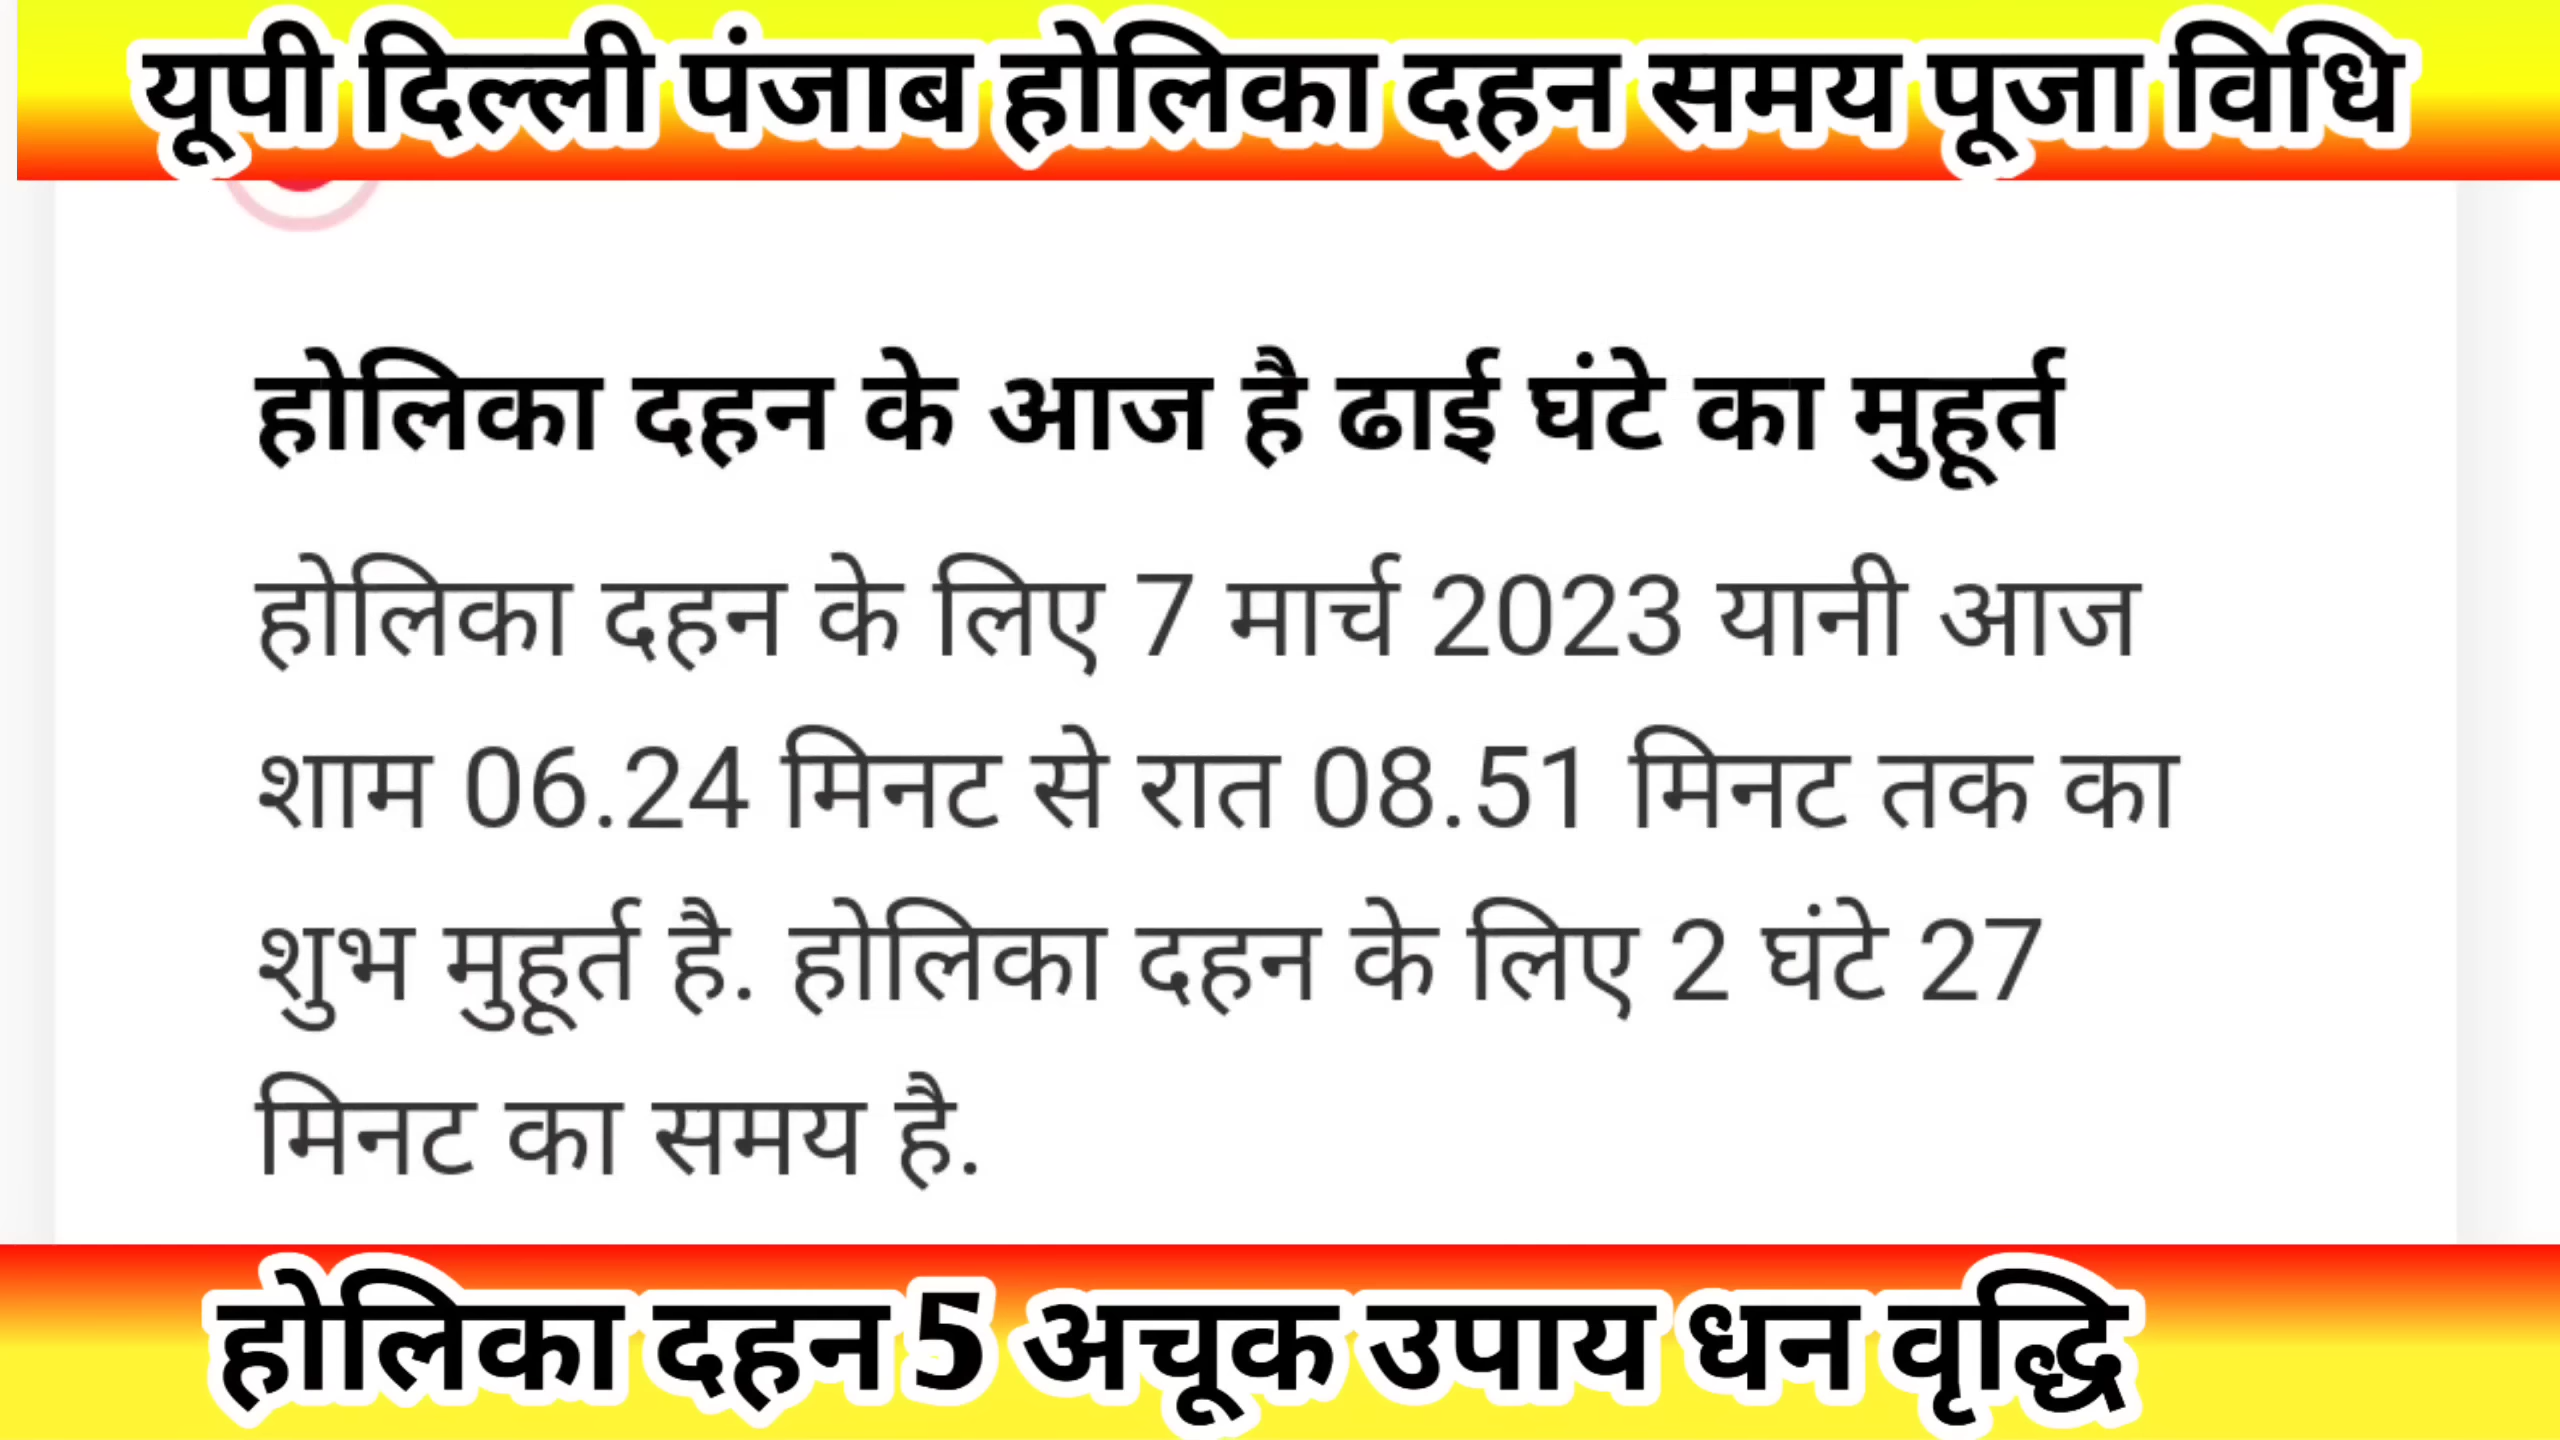 यूपी दिल्ली पंजाब होलिका दहन समय पूजा विधि
होलिका दहन के आज है ढाई घंटे का मुहूर्त
होलिका दहन के लिए 7 मार्च 2023 यानी आज
शाम 06.24 मिनट से रात 08.51 मिनट तक का
शुभ मुहूर्त है. होलिका दहन के लिए 2 घंटे 27
मिनट का समय है.
होलिका दहन 5 अचूक उपाय धन वृद्धि